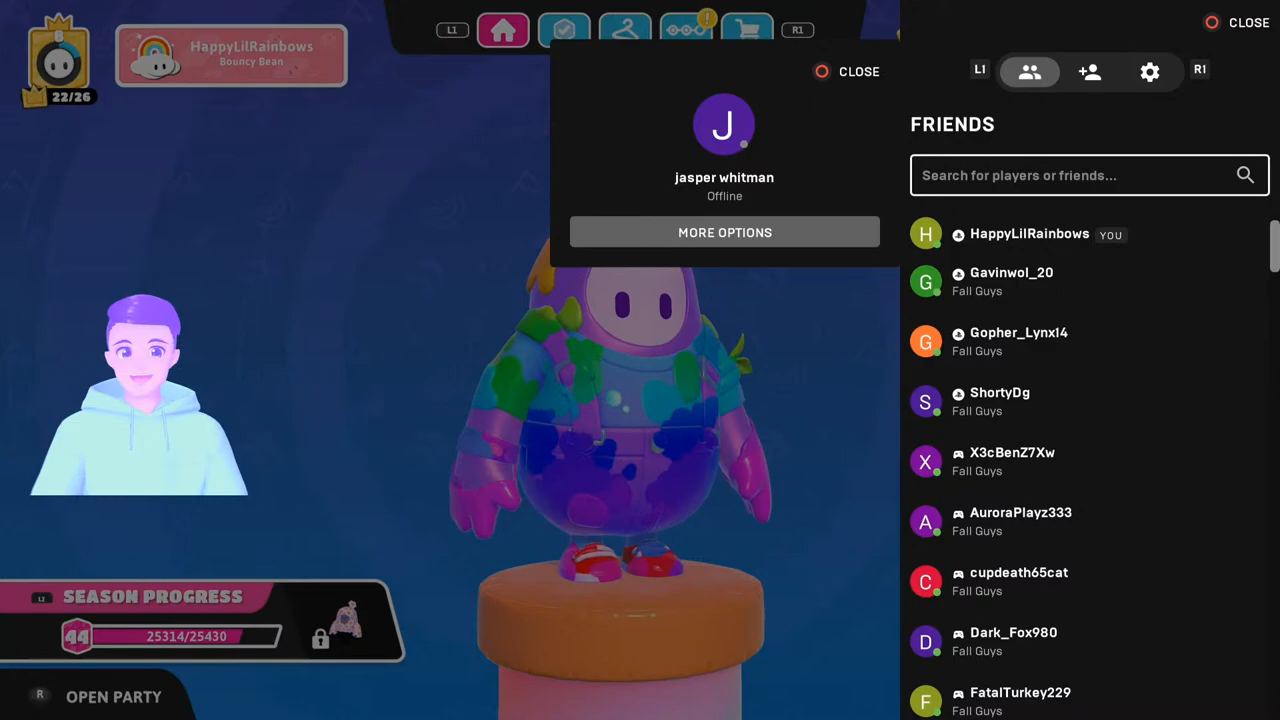 8
22/26
HappyLilRainbows
Bouncy Bean
L1
!
R1
CLOSE
J
jasper whitman
Offline
MORE OPTIONS
CLOSE
L1
R1
FRIENDS
Search for players or friends...
H
HappyLilRainbows YOU
G
Gavinwol_20
Fall Guys
G
Gopher_Lynx14
Fall Guys
S
ShortyDg
Fall Guys
X
X3cBenZ7Xw
Fall Guys
A
AuroraPlayz333
Fall Guys
C
cupdeath65cat
Fall Guys
D
Dark_Fox980
Fall Guys
F
FatalTurkey229
Fall Guys
L2 SEASON PROGRESS
44 25314/25430
R OPEN PARTY